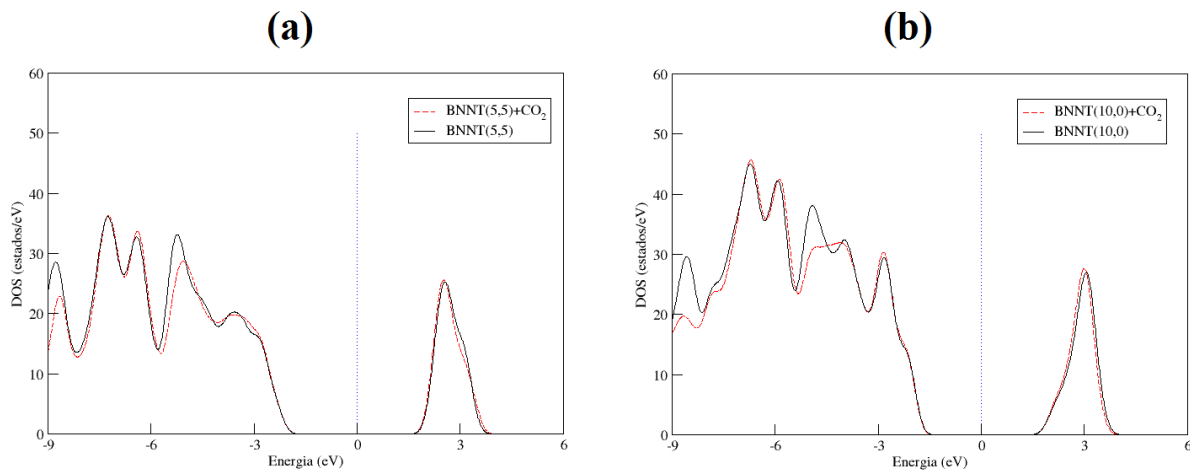 (a)
60
50
40
30
20
10
0
DOS (estados/eV)
BNNT(5,5)+CO₂
BNNT(5,5)
-9
-6
-3
0
3
6
Energia (eV)
(b)
60
50
40
30
20
10
0
DOS (estados/eV)
BNNT(10,0)+CO₂
BNNT(10,0)
-9
-6
-3
0
3
6
Energia (eV)